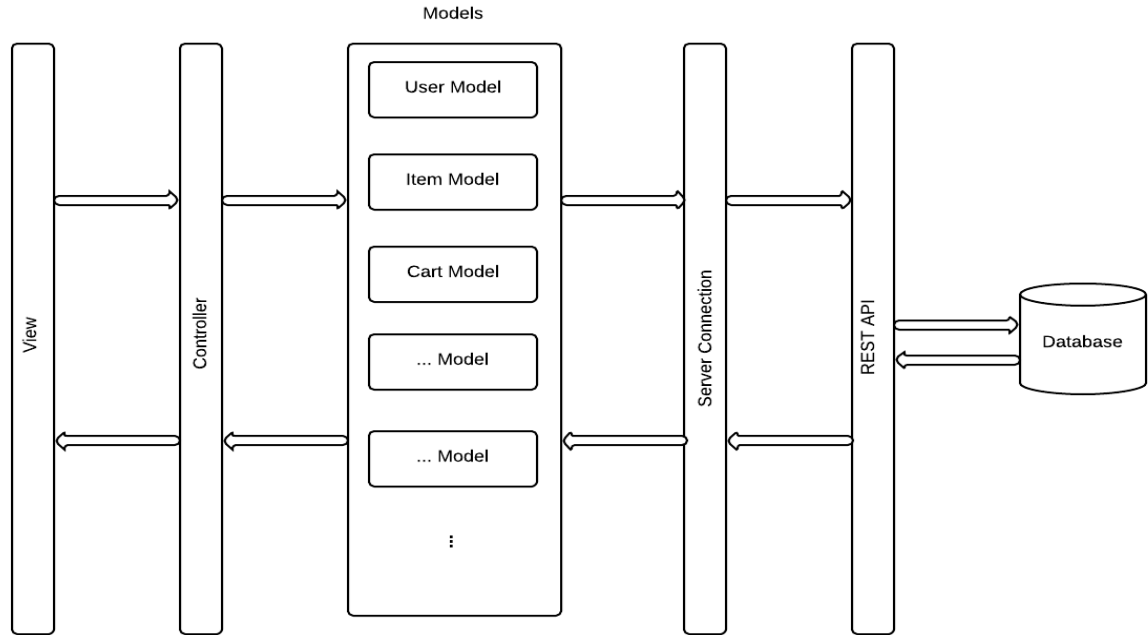 Models
View
Controller
User Model
Item Model
Cart Model
... Model
... Model
...
Server Connection
REST API
Database